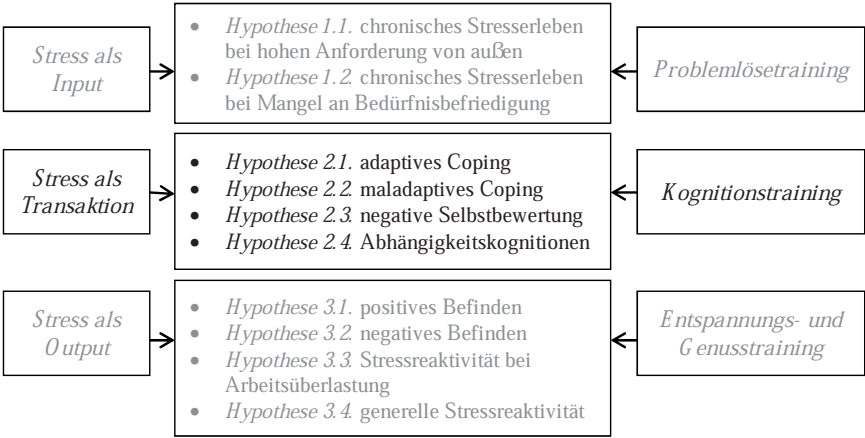 Stress als
Input
• Hypothese 1.1. chronisches Stresserleben
bei hohen Anforderung von außen
• Hypothese 1.2. chronisches Stresserleben
bei Mangel an Bedürfnisbefriedigung
Problemlösetraining
Stress als
Transaktion
• Hypothese 2.1. adaptives Coping
• Hypothese 2.2. maladaptives Coping
• Hypothese 2.3. negative Selbstbewertung
• Hypothese 2.4. Abhängigkeitskognitionen
Kognitionstraining
Stress als
Output
• Hypothese 3.1. positives Befinden
• Hypothese 3.2. negatives Befinden
• Hypothese 3.3. Stressreaktivität bei
Arbeitsüberlastung
• Hypothese 3.4. generelle Stressreaktivität
Entspannungs- und
Genusstraining